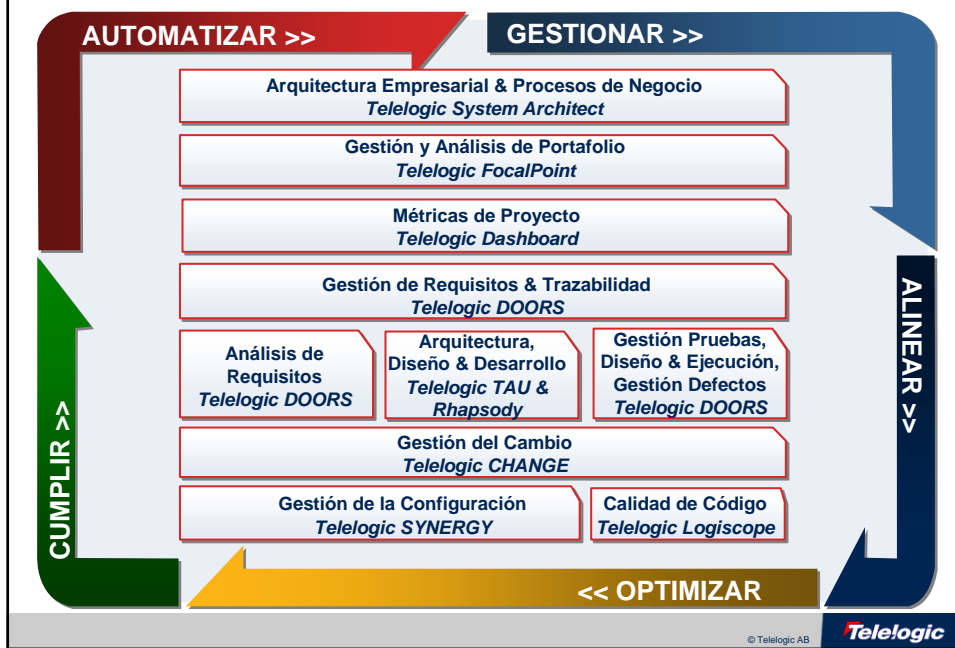 AUTOMATIZAR >>
GESTIONAR >>
Arquitectura Empresarial & Procesos de Negocio
Telelogic System Architect
Gestión y Análisis de Portafolio
Telelogic FocalPoint
Métricas de Proyecto
Telelogic Dashboard
Gestión de Requisitos & Trazabilidad
Telelogic DOORS
Análisis de
Requisitos
Telelogic DOORS
Arquitectura,
Diseño & Desarrollo
Telelogic TAU &
Rhapsody
Gestión Pruebas,
Diseño & Ejecución,
Gestión Defectos
Telelogic DOORS
Gestión del Cambio
Telelogic CHANGE
Gestión de la Configuración
Telelogic SYNERGY
Calidad de Código
Telelogic Logiscope
ALINEAR >>
<< OPTIMIZAR
CUMPLIR >>
© Telelogic AB
Telelogic